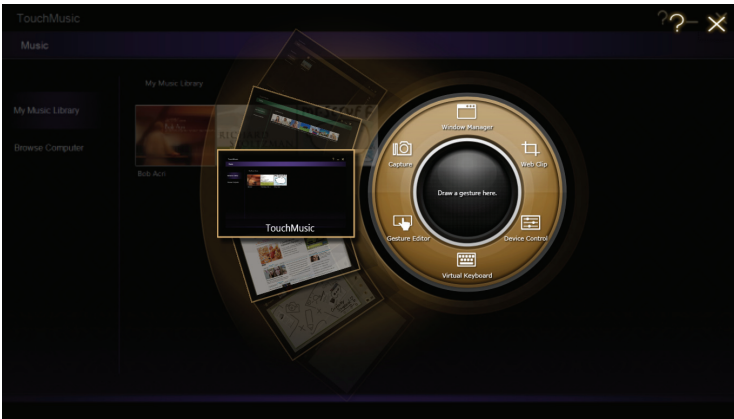 TouchMusic
? ? – ×
Music
My Music Library
My Music Library
Browse Computer
Bob Acri
TouchMusic
Window Manager
Capture
Web Clip
Draw a gesture here.
Gesture Editor
Device Control
Virtual Keyboard